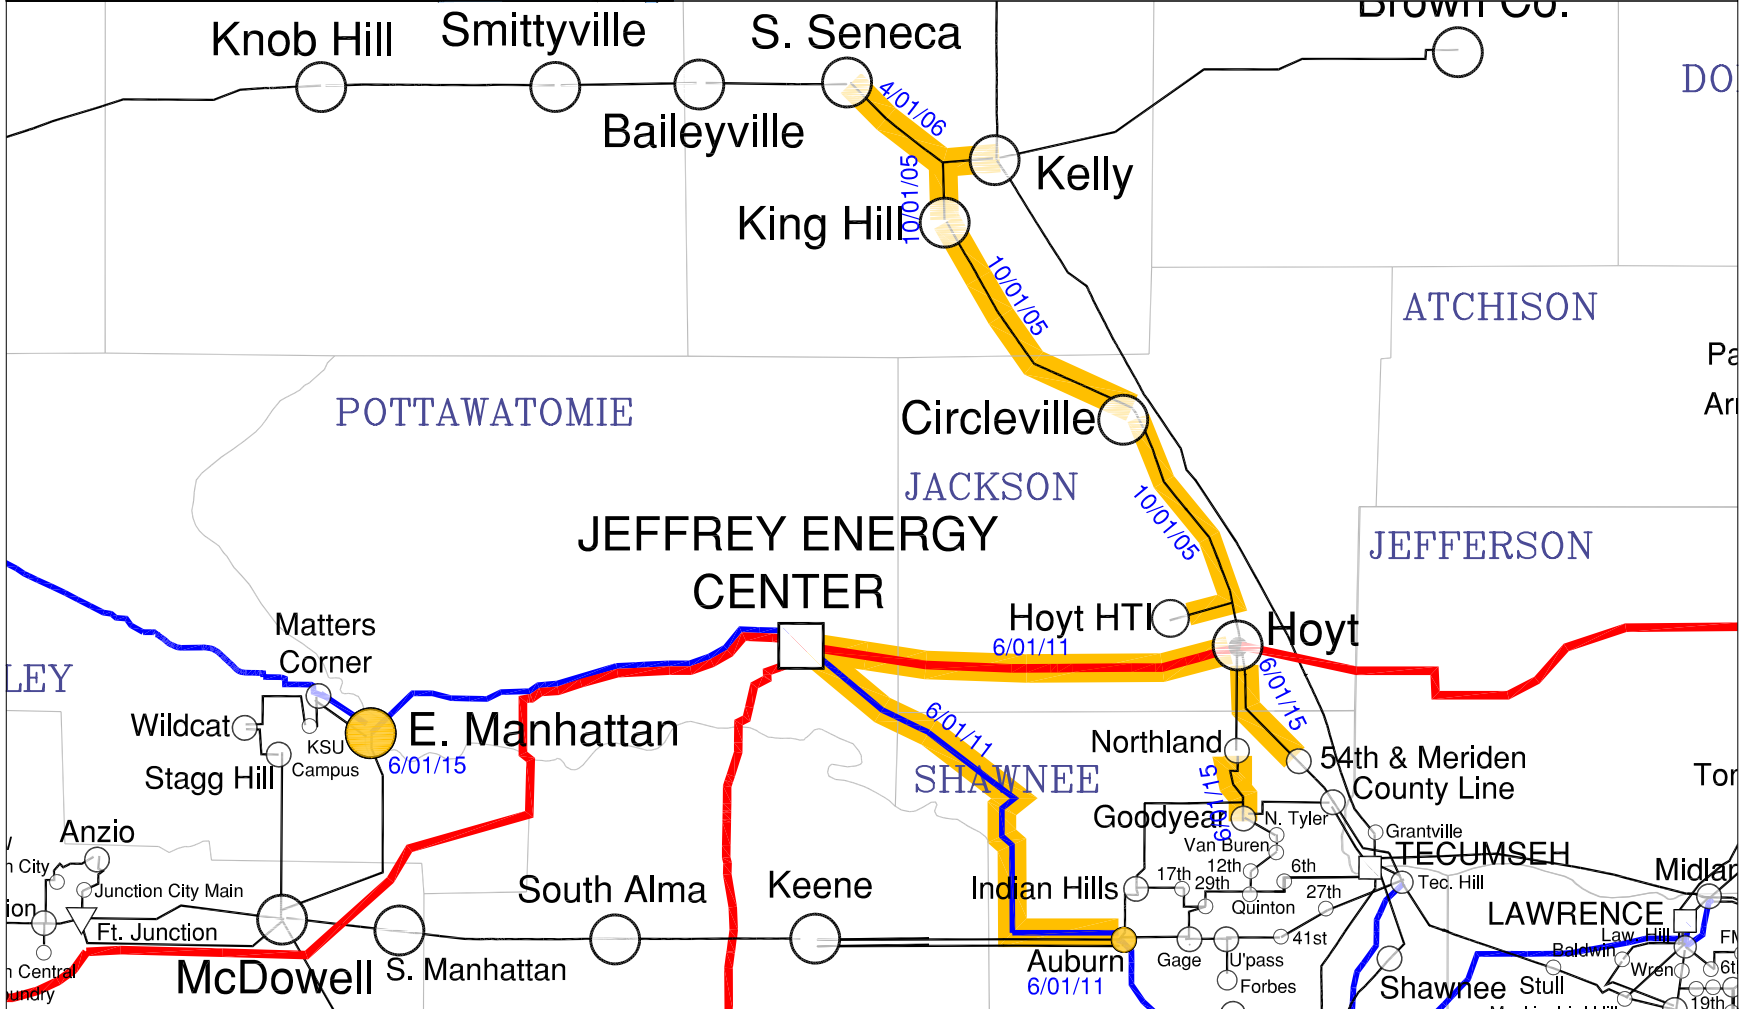 Brown Co.
Knob Hill
Smittyville
S. Seneca
Baileyville
4/01/06
Kelly
10/01/05
King Hill
10/01/05
ATCHISON
POTTAWATOMIE
Circleville
JACKSON
10/01/05
JEFFREY ENERGY
CENTER
JEFFERSON
Hoyt HTI
Hoyt
6/01/11
6/01/15
Matters
Corner
Wildcat
KSU
Campus
Stagg Hill
E. Manhattan
6/01/15
6/01/11
SHAWNEE
Northland
6/01/15
54th & Meriden
County Line
Goodyear
N. Tyler
Van Buren
Grantville
TECUMSEH
Tec. Hill
12th
6th
17th
29th
27th
Quinton
Indian Hills
Anzio
Junction City Main
Ft. Junction
South Alma
Keene
McDowell
S. Manhattan
Auburn
6/01/11
Gage
U'pass
41st
Forbes
Shawnee
LAWRENCE
Law. Hill
Baldwin
Wren
Stull
19th